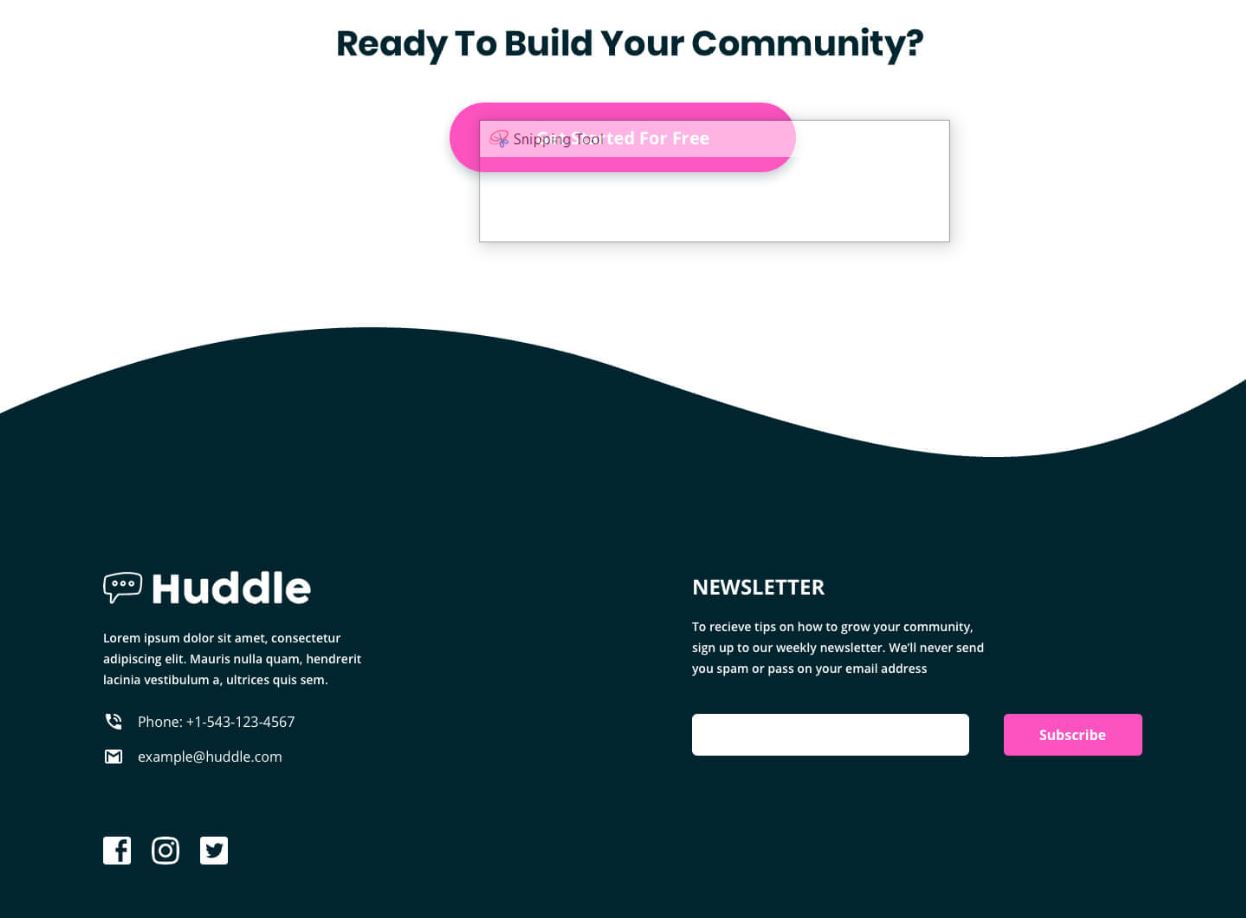 Ready To Build Your Community?
Get Started For Free
Snipping Tool
Huddle
Lorem ipsum dolor sit amet, consectetur
adipiscing elit. Mauris nulla quam, hendrerit
lacinia vestibulum a, ultrices quis sem.
Phone: +1-543-123-4567
example@huddle.com
NEWSLETTER
To recieve tips on how to grow your community,
sign up to our weekly newsletter. We'll never send
you spam or pass on your email address
Subscribe